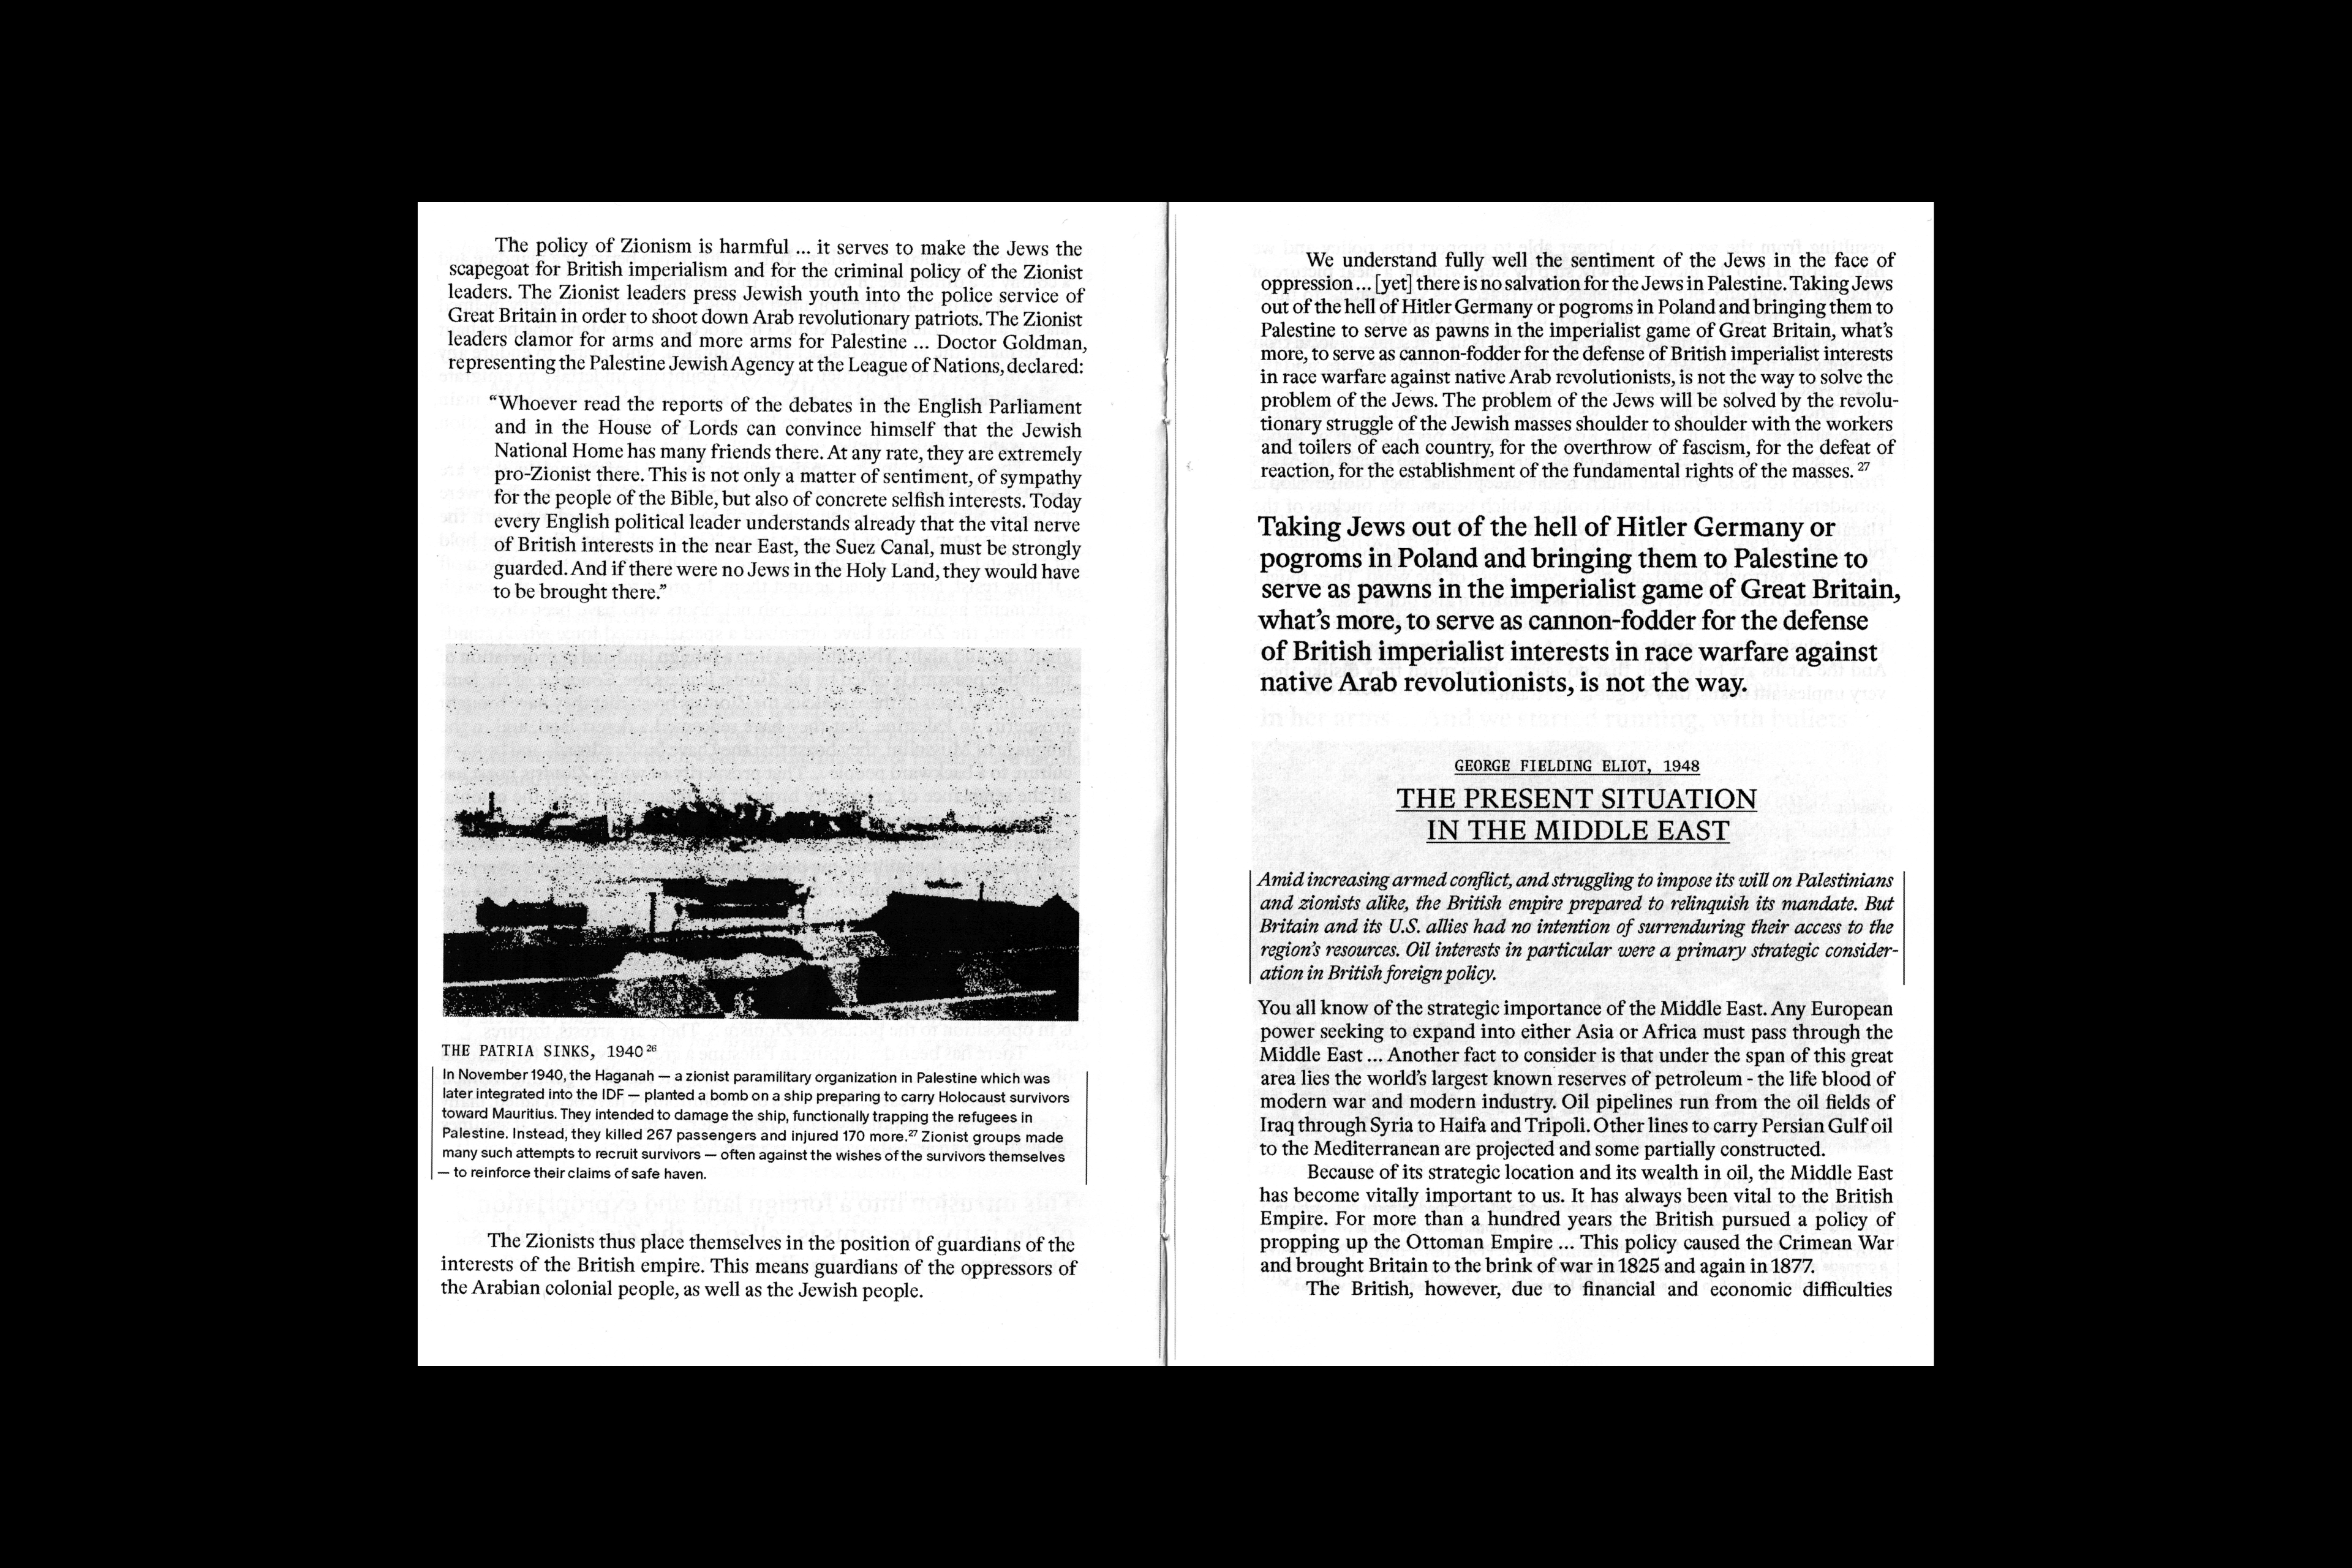 The policy of Zionism is harmful ... it serves to make the Jews the
scapegoat for British imperialism and for the criminal policy of the Zionist
leaders. The Zionist leaders press Jewish youth into the police service of
Great Britain in order to shoot down Arab revolutionary patriots. The Zionist
leaders clamor for arms and more arms for Palestine ... Doctor Goldman,
representing the Palestine Jewish Agency at the League of Nations, declared:
“Whoever read the reports of the debates in the English Parliament
and in the House of Lords can convince himself that the Jewish
National Home has many friends there. At any rate, they are extremely
pro-Zionist there. This is not only a matter of sentiment, of sympathy
for the people of the Bible, but also of concrete selfish interests. Today
every English political leader understands already that the vital nerve
of British interests in the near East, the Suez Canal, must be strongly
guarded. And if there were no Jews in the Holy Land, they would have
to be brought there.”
THE PATRIA SINKS, 1940 26
In November 1940, the Haganah — a zionist paramilitary organization in Palestine which was
later integrated into the IDF — planted a bomb on a ship preparing to carry Holocaust survivors
toward Mauritius. They intended to damage the ship, functionally trapping the refugees in
Palestine. Instead, they killed 267 passengers and injured 170 more.27 Zionist groups made
many such attempts to recruit survivors — often against the wishes of the survivors themselves
— to reinforce their claims of safe haven.
The Zionists thus place themselves in the position of guardians of the
interests of the British empire. This means guardians of the oppressors of
the Arabian colonial people, as well as the Jewish people.
We understand fully well the sentiment of the Jews in the face of
oppression ... [yet] there is no salvation for the Jews in Palestine. Taking Jews
out of the hell of Hitler Germany or pogroms in Poland and bringing them to
Palestine to serve as pawns in the imperialist game of Great Britain, what’s
more, to serve as cannon-fodder for the defense of British imperialist interests
in race warfare against native Arab revolutionists, is not the way to solve the
problem of the Jews. The problem of the Jews will be solved by the revolu-
tionary struggle of the Jewish masses shoulder to shoulder with the workers
and toilers of each country, for the overthrow of fascism, for the defeat of
reaction, for the establishment of the fundamental rights of the masses. 27
Taking Jews out of the hell of Hitler Germany or
pogroms in Poland and bringing them to Palestine to
serve as pawns in the imperialist game of Great Britain,
what’s more, to serve as cannon-fodder for the defense
of British imperialist interests in race warfare against
native Arab revolutionists, is not the way.
in her arms ... And we started running, with bullets
GEORGE FIELDING ELIOT, 1948
THE PRESENT SITUATION
IN THE MIDDLE EAST
Amid increasing armed conflict, and struggling to impose its will on Palestinians
and zionists alike, the British empire prepared to relinquish its mandate. But
Britain and its U.S. allies had no intention of surrenduring their access to the
region’s resources. Oil interests in particular were a primary strategic consider-
ation in British foreign policy.
You all know of the strategic importance of the Middle East. Any European
power seeking to expand into either Asia or Africa must pass through the
Middle East ... Another fact to consider is that under the span of this great
area lies the world’s largest known reserves of petroleum - the life blood of
modern war and modern industry. Oil pipelines run from the oil fields of
Iraq through Syria to Haifa and Tripoli. Other lines to carry Persian Gulf oil
to the Mediterranean are projected and some partially constructed.
Because of its strategic location and its wealth in oil, the Middle East
has become vitally important to us. It has always been vital to the British
Empire. For more than a hundred years the British pursued a policy of
propping up the Ottoman Empire ... This policy caused the Crimean War
and brought Britain to the brink of war in 1825 and again in 1877.
The British, however, due to financial and economic difficulties